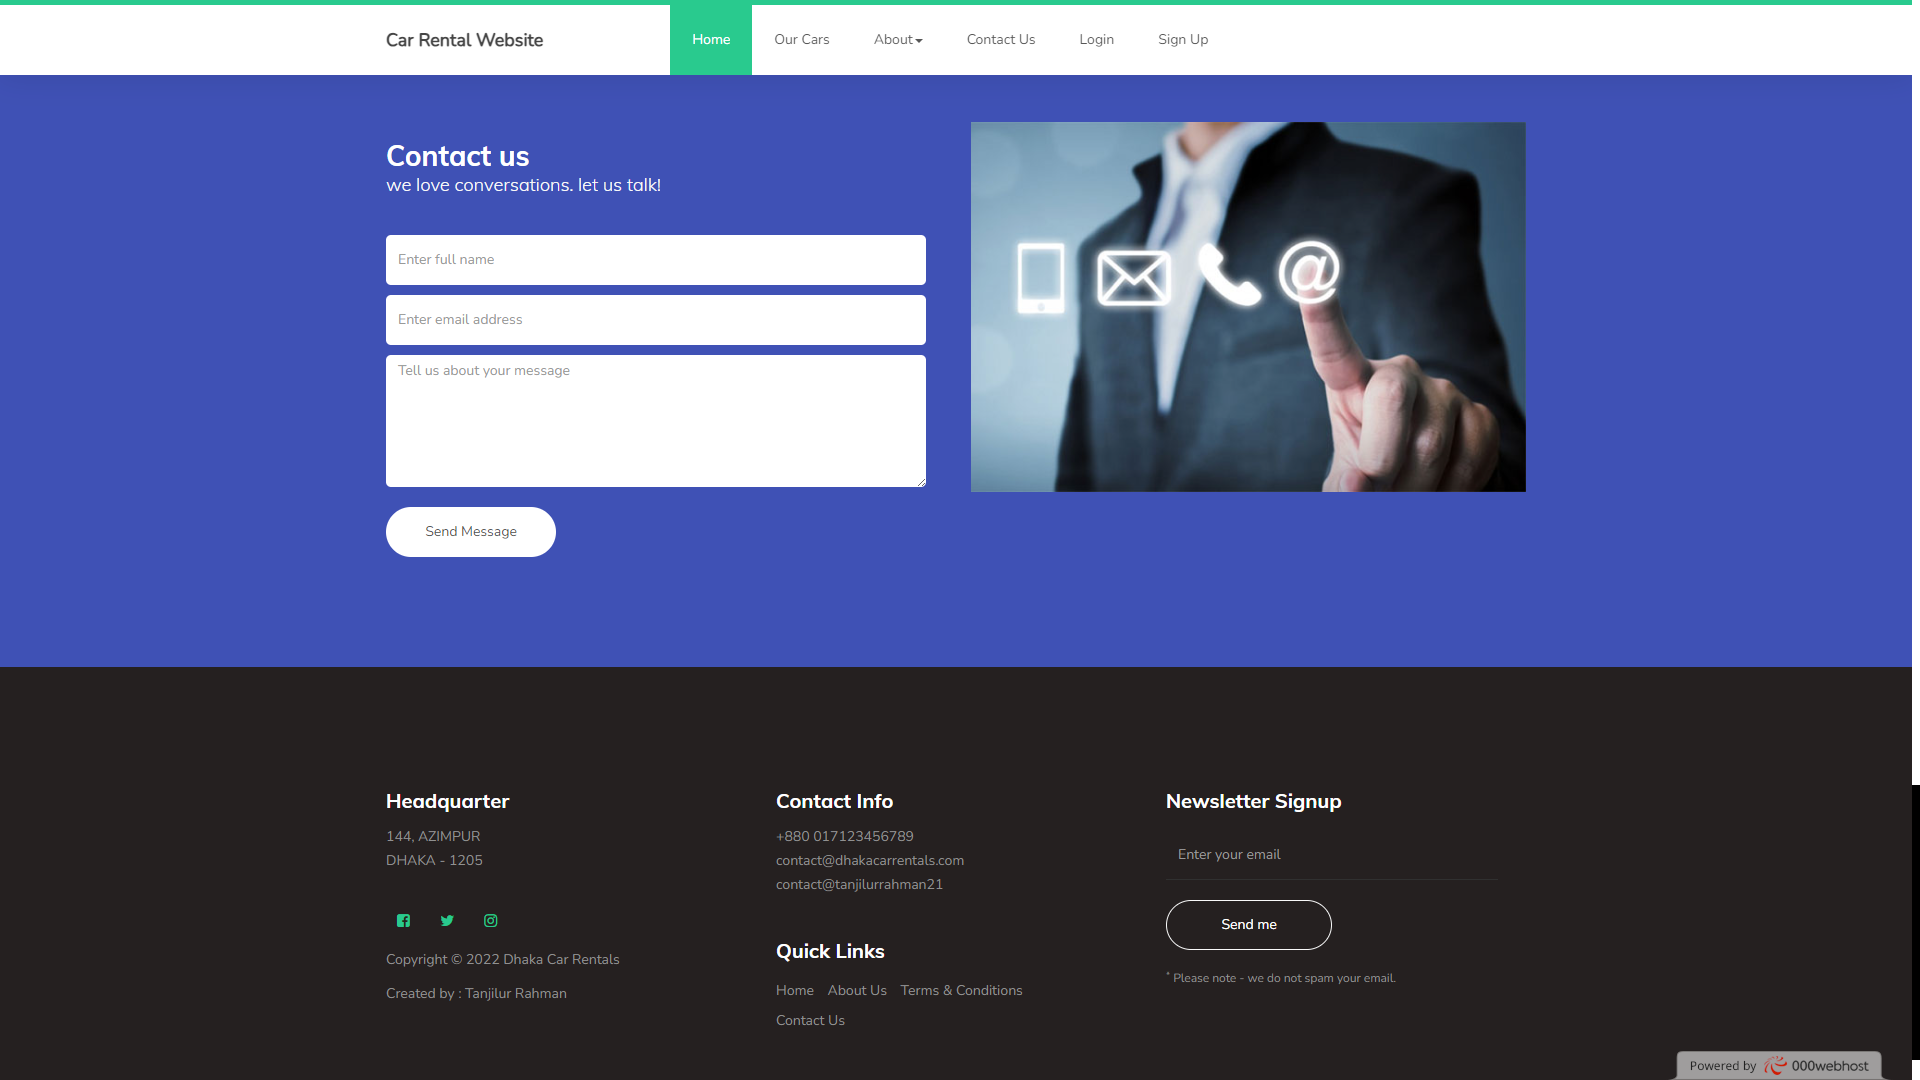 Car Rental Website
Home
Our Cars
About
Contact Us
Login
Sign Up
Contact us
we love conversations. let us talk!
Enter full name
Enter email address
Tell us about your message
Send Message
@
Headquarter
144, AZIMPUR
DHAKA - 1205
Copyright © 2022 Dhaka Car Rentals
Created by : Tanjilur Rahman
Contact Info
+880 017123456789
contact@dhakacarrentals.com
contact@tanjilurrahman21
Quick Links
Home About Us Terms & Conditions
Contact Us
Newsletter Signup
Enter your email
Send me
* Please note - we do not spam your email.
Powered by 000webhost